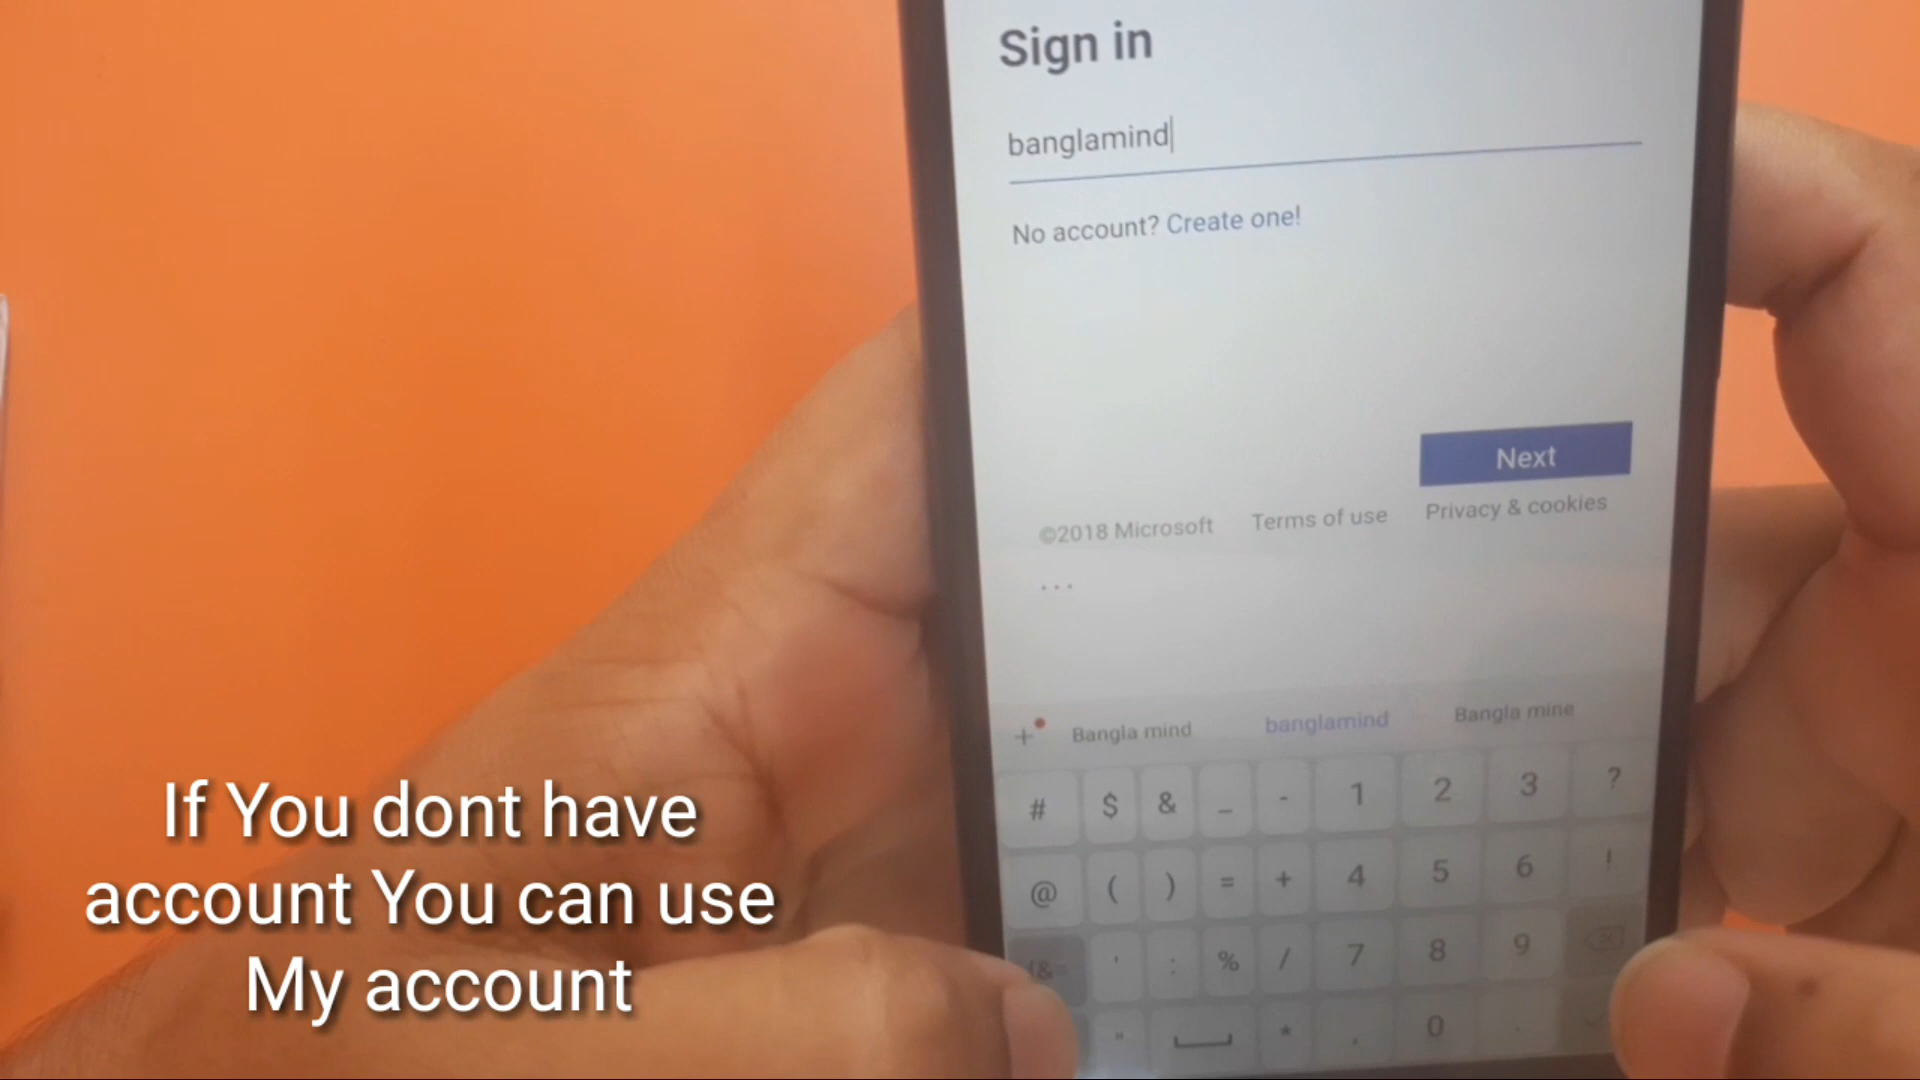 Sign in
banglamind
No account? Create one!
Next
©2018 Microsoft Terms of use Privacy & cookies
...
+ Bangla mind banglamind Bangla mine
# $ & _ - 1 2 3 ?
@ ( ) = + 4 5 6 !
' : % / 7 8 9
" * , 0 .
If You dont have
account You can use
My account